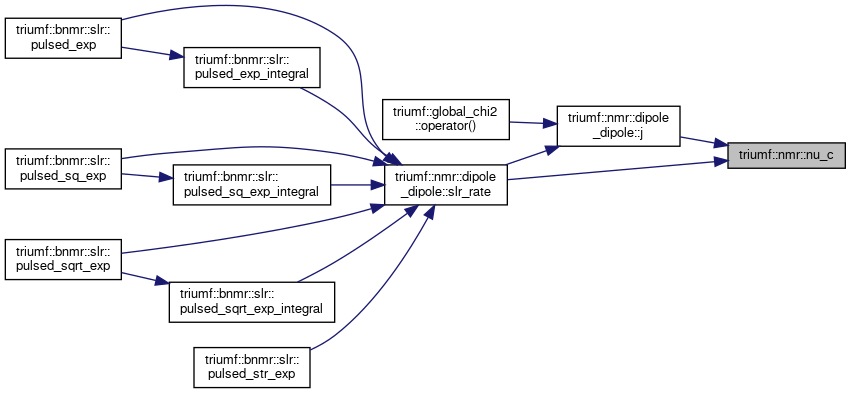 triumf::bnmr::slr::
pulsed_exp
triumf::bnmr::slr::
pulsed_exp_integral
triumf::global_chi2
::operator()
triumf::nmr::dipole
_dipole::j
triumf::nmr::nu_c
triumf::bnmr::slr::
pulsed_sq_exp
triumf::bnmr::slr::
pulsed_sq_exp_integral
triumf::nmr::dipole
_dipole::slr_rate
triumf::bnmr::slr::
pulsed_sqrt_exp
triumf::bnmr::slr::
pulsed_sqrt_exp_integral
triumf::bnmr::slr::
pulsed_str_exp